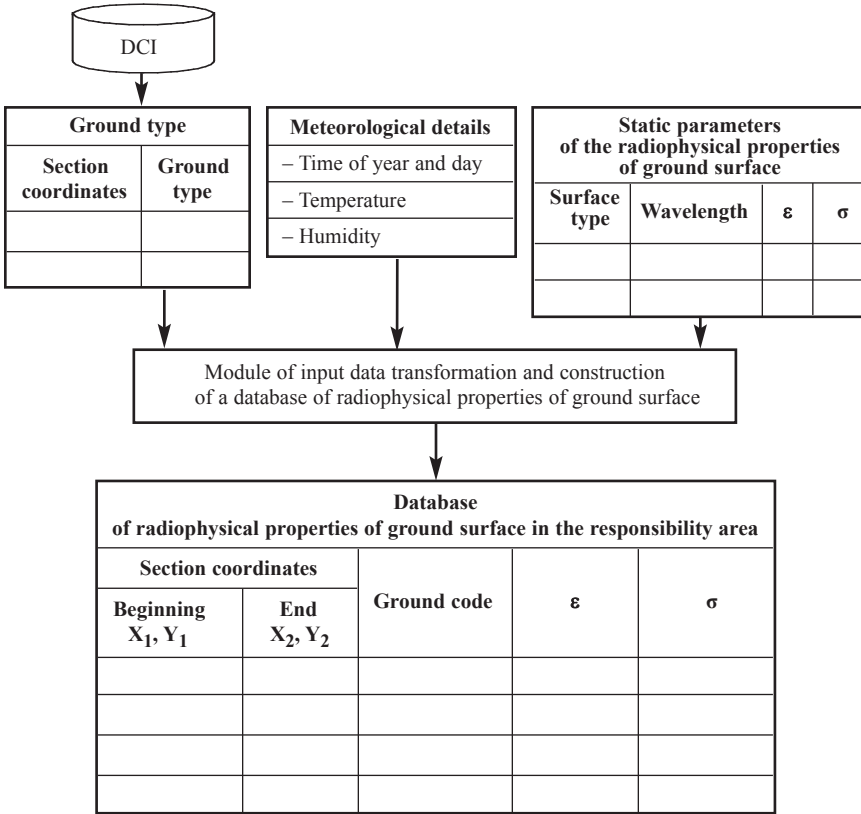 DCI
Ground type
Section
coordinates
Ground
type
Meteorological details
– Time of year and day
– Temperature
– Humidity
Static parameters
of the radiophysical properties
of ground surface
Surface
type
Wavelength
ε
σ
Module of input data transformation and construction
of a database of radiophysical properties of ground surface
Database
of radiophysical properties of ground surface in the responsibility area
Section coordinates
Beginning
X₁, Y₁
End
X₂, Y₂
Ground code
ε
σ